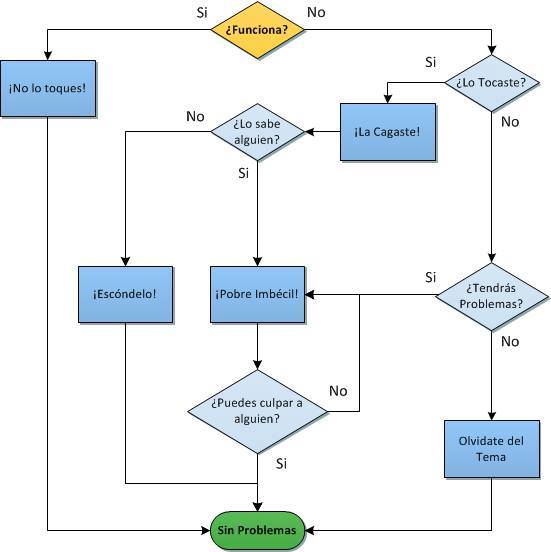 Si
¿Funciona?
No
¡No lo toques!
Si
¿Lo Tocaste?
No
¡La Cagaste!
¿Lo sabe
alguien?
No
Si
¡Escóndelo!
¡Pobre Imbécil!
Si
¿Tendrás
Problemas?
No
¿Puedes culpar a
alguien?
No
Si
Olvidate del
Tema
Sin Problemas